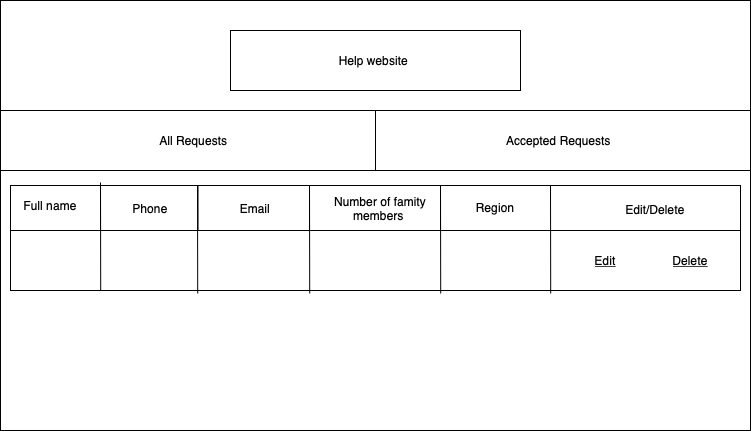 Help website
All Requests
Accepted Requests
Full name
Phone
Email
Number of famity
members
Region
Edit/Delete
Edit
Delete